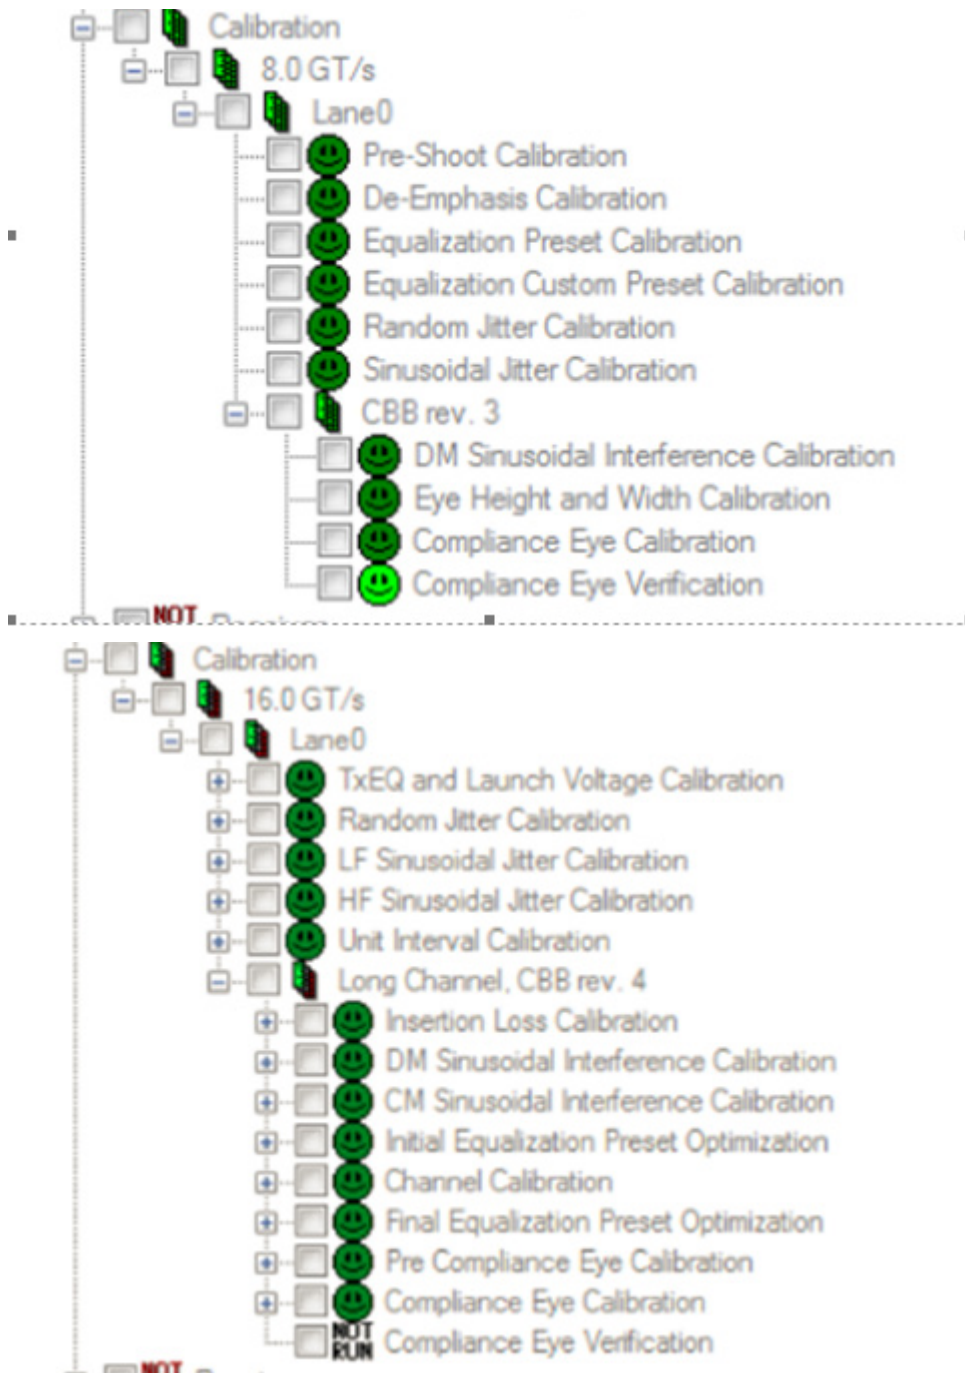 Calibration
8.0 GT/s
Lane0
Pre-Shoot Calibration
De-Emphasis Calibration
Equalization Preset Calibration
Equalization Custom Preset Calibration
Random Jitter Calibration
Sinusoidal Jitter Calibration
CBB rev. 3
DM Sinusoidal Interference Calibration
Eye Height and Width Calibration
Compliance Eye Calibration
Compliance Eye Verification
NOT
Calibration
16.0 GT/s
Lane0
TxEQ and Launch Voltage Calibration
Random Jitter Calibration
LF Sinusoidal Jitter Calibration
HF Sinusoidal Jitter Calibration
Unit Interval Calibration
Long Channel, CBB rev. 4
Insertion Loss Calibration
DM Sinusoidal Interference Calibration
CM Sinusoidal Interference Calibration
Initial Equalization Preset Optimization
Channel Calibration
Final Equalization Preset Optimization
Pre Compliance Eye Calibration
Compliance Eye Calibration
NOT RUN Compliance Eye Verification
NOT